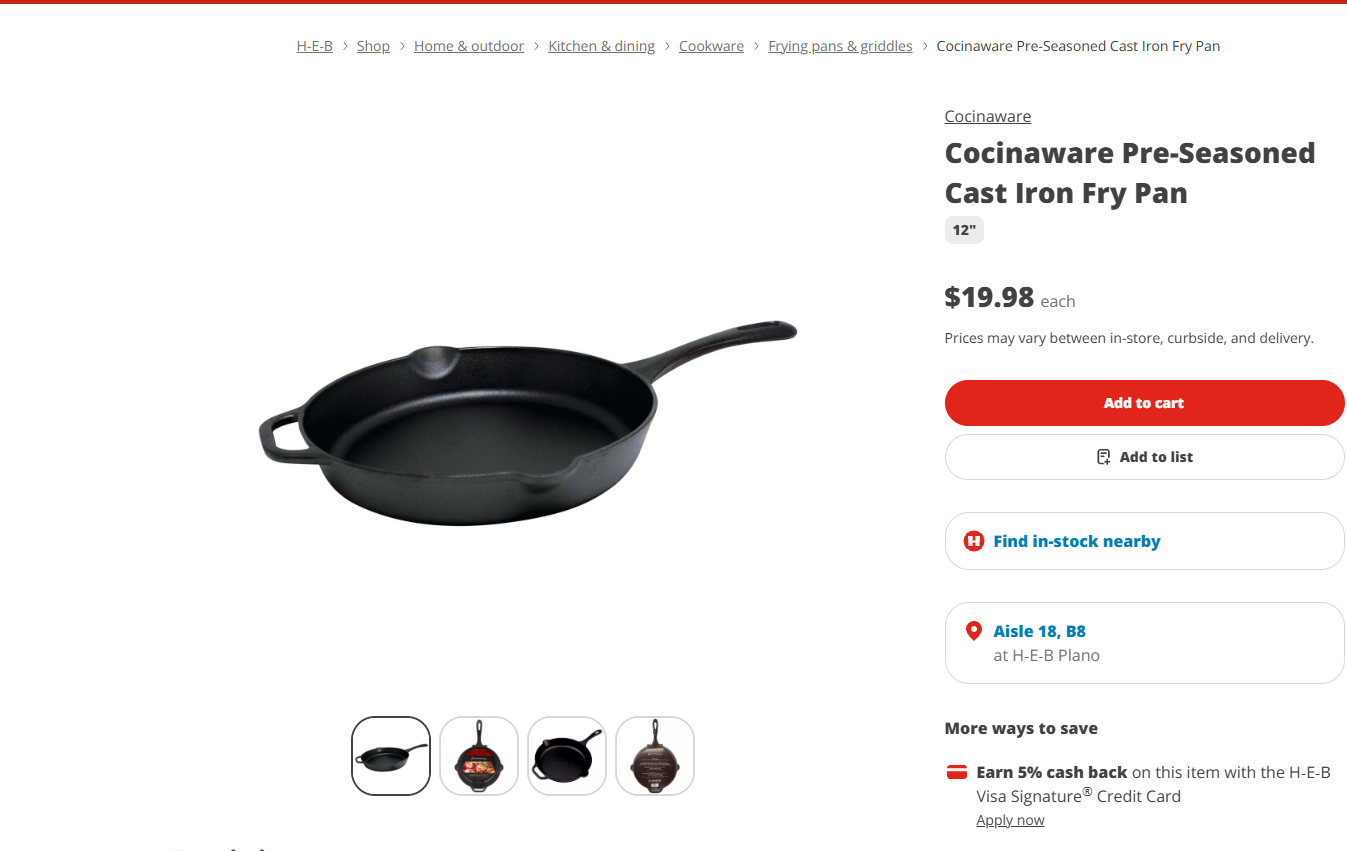 H-E-B > Shop > Home & outdoor > Kitchen & dining > Cookware > Frying pans & griddles > Cocinaware Pre-Seasoned Cast Iron Fry Pan
Cocinaware
Cocinaware Pre-Seasoned
Cast Iron Fry Pan
12"
$19.98 each
Prices may vary between in-store, curbside, and delivery.
Add to cart
Add to list
H Find in-stock nearby
Aisle 18, B8
at H-E-B Plano
More ways to save
Earn 5% cash back on this item with the H-E-B
Visa Signature® Credit Card
Apply now